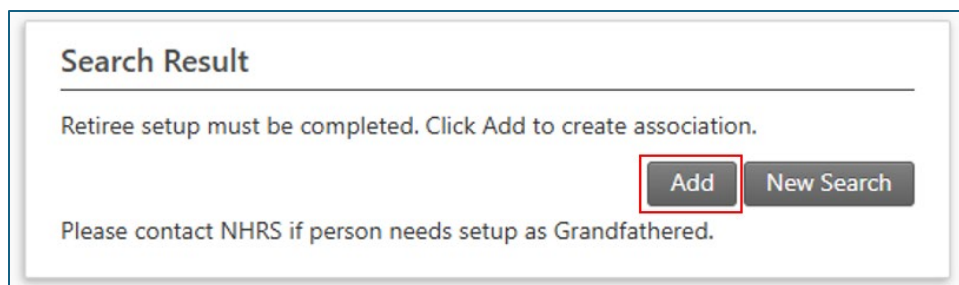 Search Result
Retiree setup must be completed. Click Add to create association.
Add New Search
Please contact NHRS if person needs setup as Grandfathered.